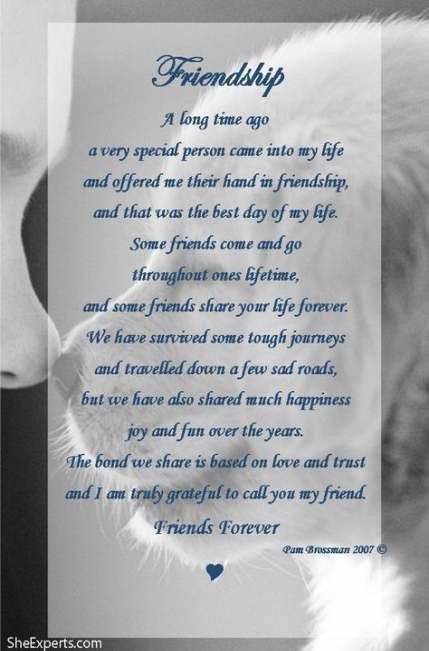 Friendship
A long time ago
a very special person came into my life
and offered me their hand in friendship,
and that was the best day of my life.
Some friends come and go
throughout ones lifetime,
and some friends share your life forever.
We have survived some tough journeys
and travelled down a few sad roads,
but we have also shared much happiness
joy and fun over the years.
The bond we share is based on love and trust
and I am truly grateful to call you my friend.
Friends Forever
Pam Brossman 2007 ©
SheExperts.com